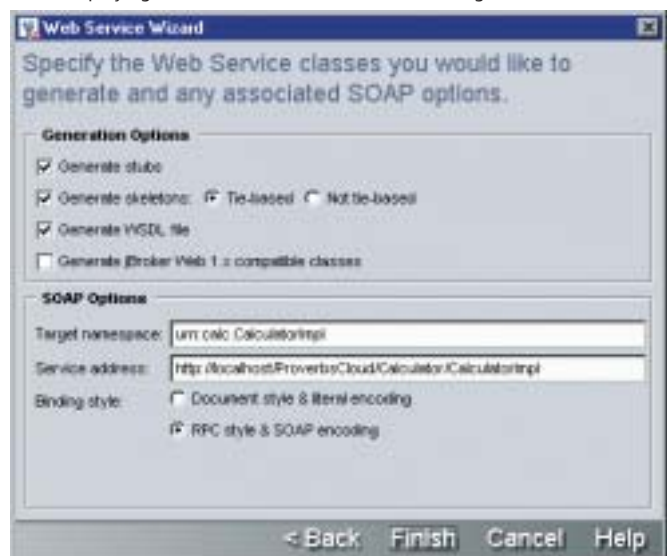 Web Service Wizard
Specify the Web Service classes you would like to
generate and any associated SOAP options.
Generation Options
Generate stubs
Generate skeletons: Tie-based Not tie-based
Generate WSDL file
Generate jBroker Web 1.x compatible classes
SOAP Options
Target namespace: urn:calc.CalculatorImpl
Service address: http://localhost/ProverbsCloud/Calculator/CalculatorImpl
Binding style: Document style & literal encoding
RPC style & SOAP encoding
< Back Finish Cancel Help